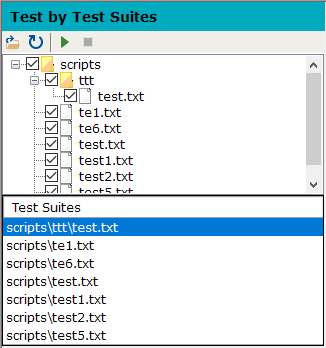 Test by Test Suites
scripts
ttt
test.txt
te1.txt
te6.txt
test.txt
test1.txt
test2.txt
test5.txt
Test Suites
scripts\ttt\test.txt
scripts\te1.txt
scripts\te6.txt
scripts\test.txt
scripts\test1.txt
scripts\test2.txt
scripts\test5.txt